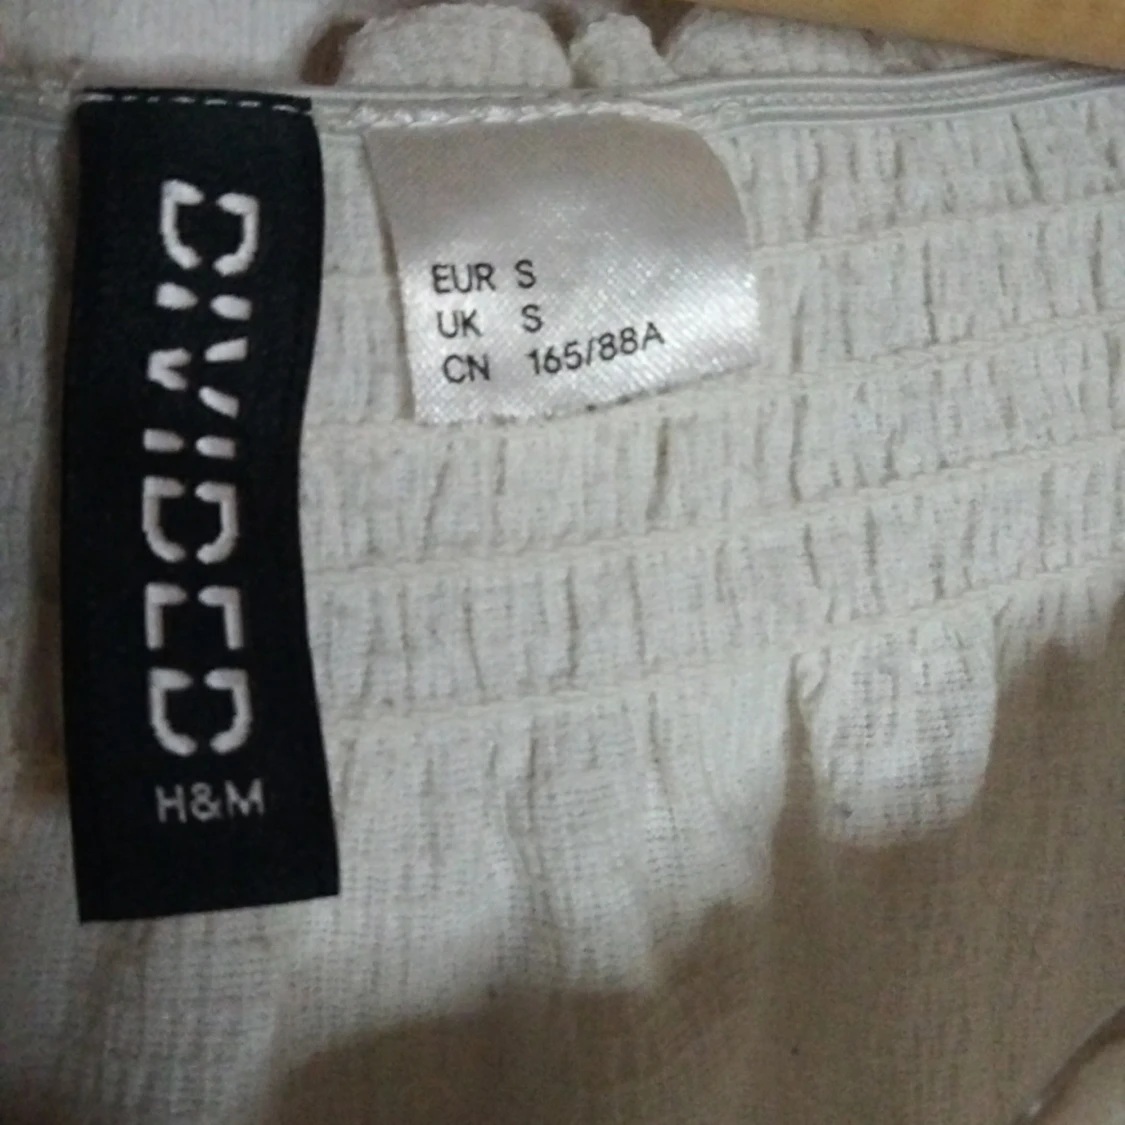 DIVIDED
H&M
EUR S
UK S
CN 165/88A